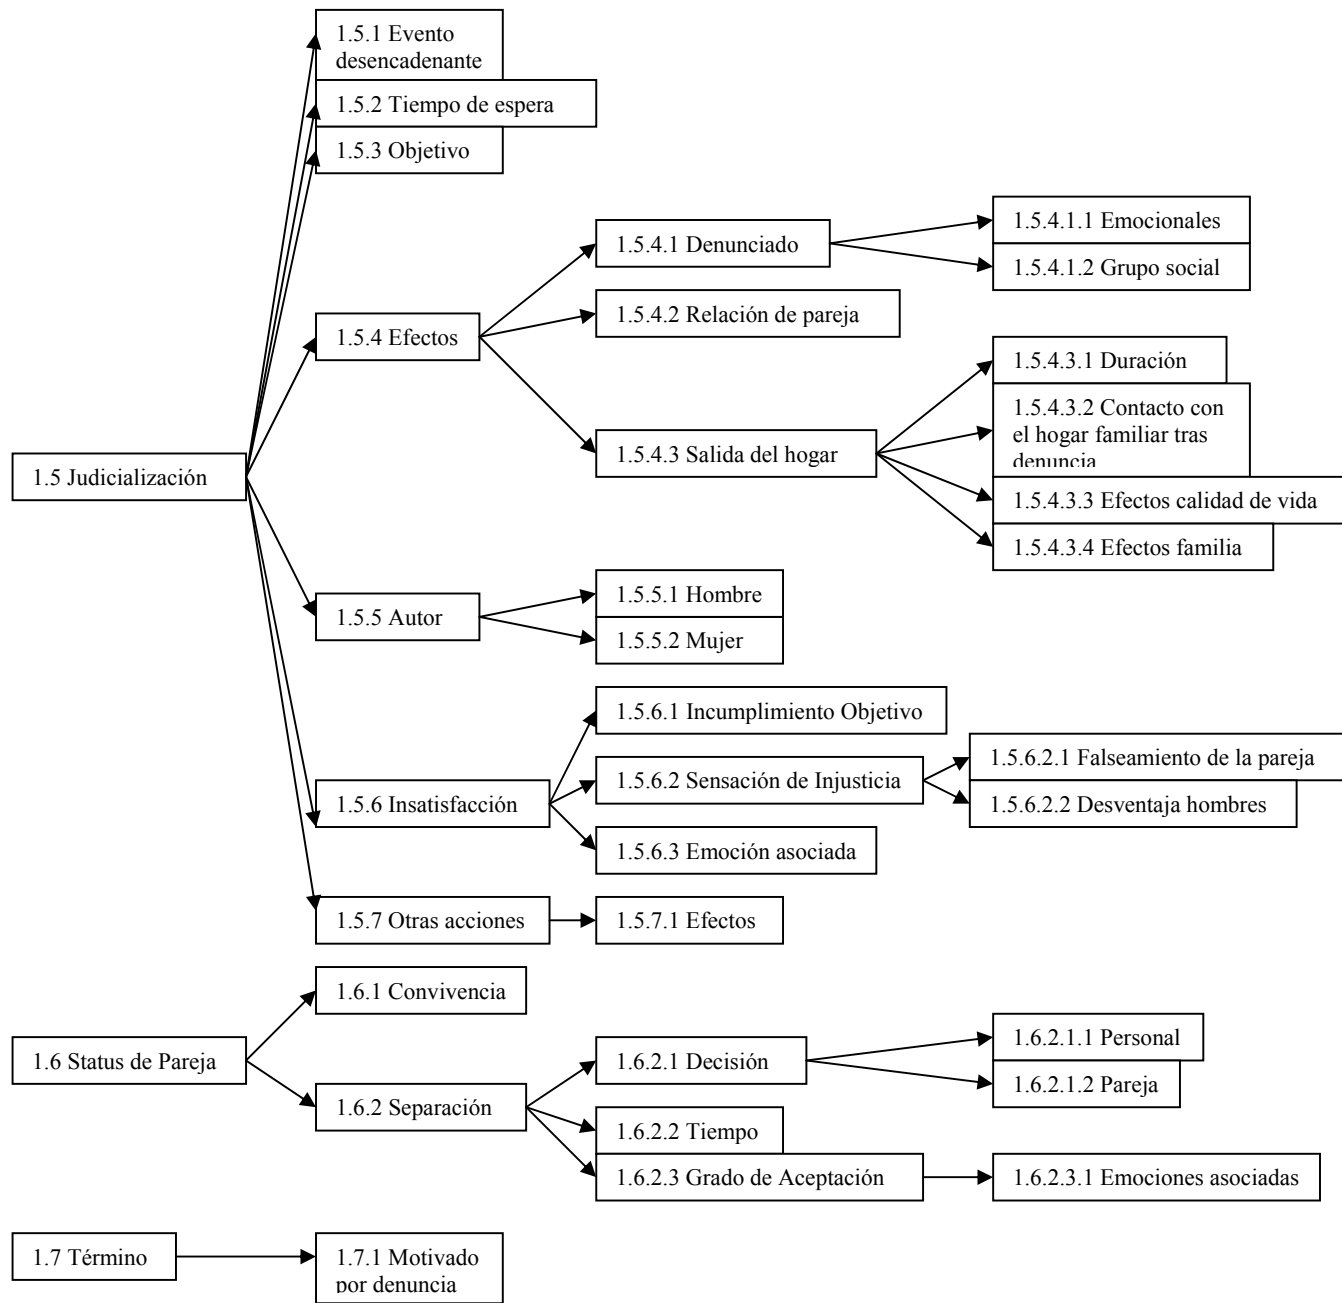 1.5 Judicialización
1.5.1 Evento
desencadenante
1.5.2 Tiempo de espera
1.5.3 Objetivo
1.5.4 Efectos
1.5.4.1 Denunciado
1.5.4.1.1 Emocionales
1.5.4.1.2 Grupo social
1.5.4.2 Relación de pareja
1.5.4.3 Salida del hogar
1.5.4.3.1 Duración
1.5.4.3.2 Contacto con
el hogar familiar tras
denuncia
1.5.4.3.3 Efectos calidad de vida
1.5.4.3.4 Efectos familia
1.5.5 Autor
1.5.5.1 Hombre
1.5.5.2 Mujer
1.5.6 Insatisfacción
1.5.6.1 Incumplimiento Objetivo
1.5.6.2 Sensación de Injusticia
1.5.6.2.1 Falseamiento de la pareja
1.5.6.2.2 Desventaja hombres
1.5.6.3 Emoción asociada
1.5.7 Otras acciones
1.5.7.1 Efectos
1.6 Status de Pareja
1.6.1 Convivencia
1.6.2 Separación
1.6.2.1 Decisión
1.6.2.1.1 Personal
1.6.2.1.2 Pareja
1.6.2.2 Tiempo
1.6.2.3 Grado de Aceptación
1.6.2.3.1 Emociones asociadas
1.7 Término
1.7.1 Motivado
por denuncia